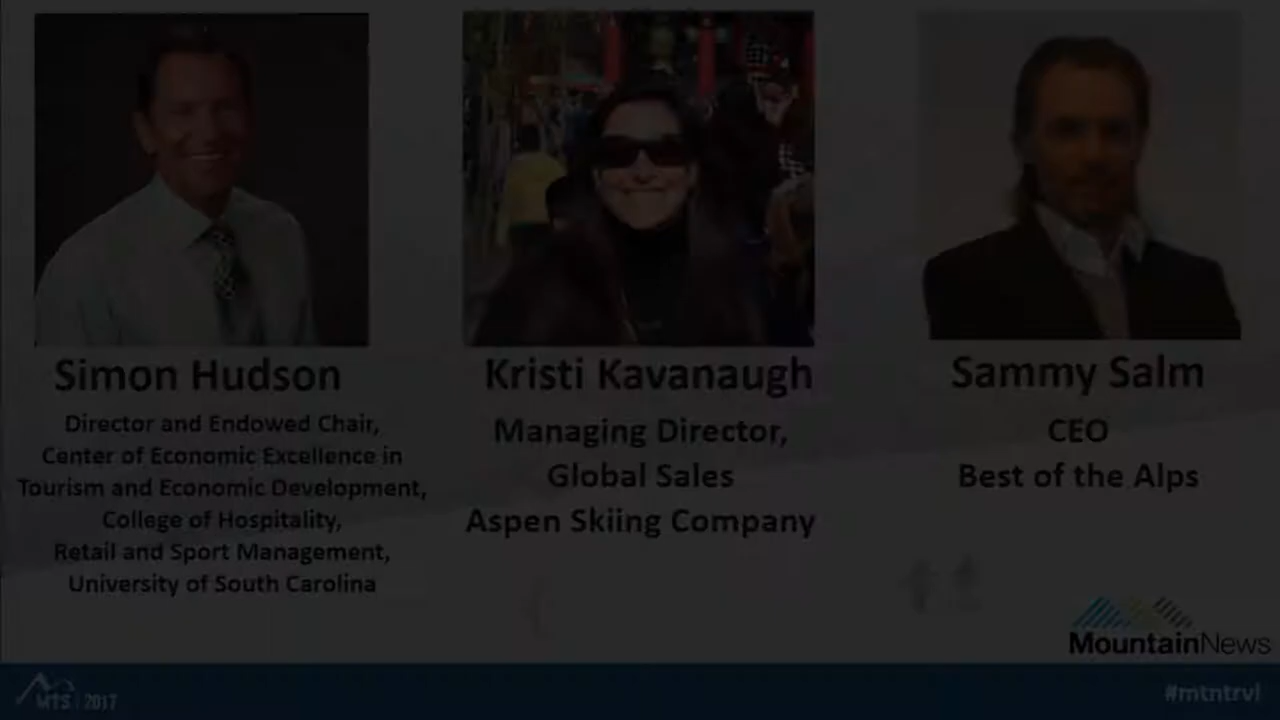 Simon Hudson
Director and Endowed Chair,
Center of Economic Excellence in
Tourism and Economic Development,
College of Hospitality,
Retail and Sport Management,
University of South Carolina
Kristi Kavanaugh
Managing Director,
Global Sales
Aspen Skiing Company
Sammy Salm
CEO
Best of the Alps
MountainNews
MTS 2017
#mtntrvl